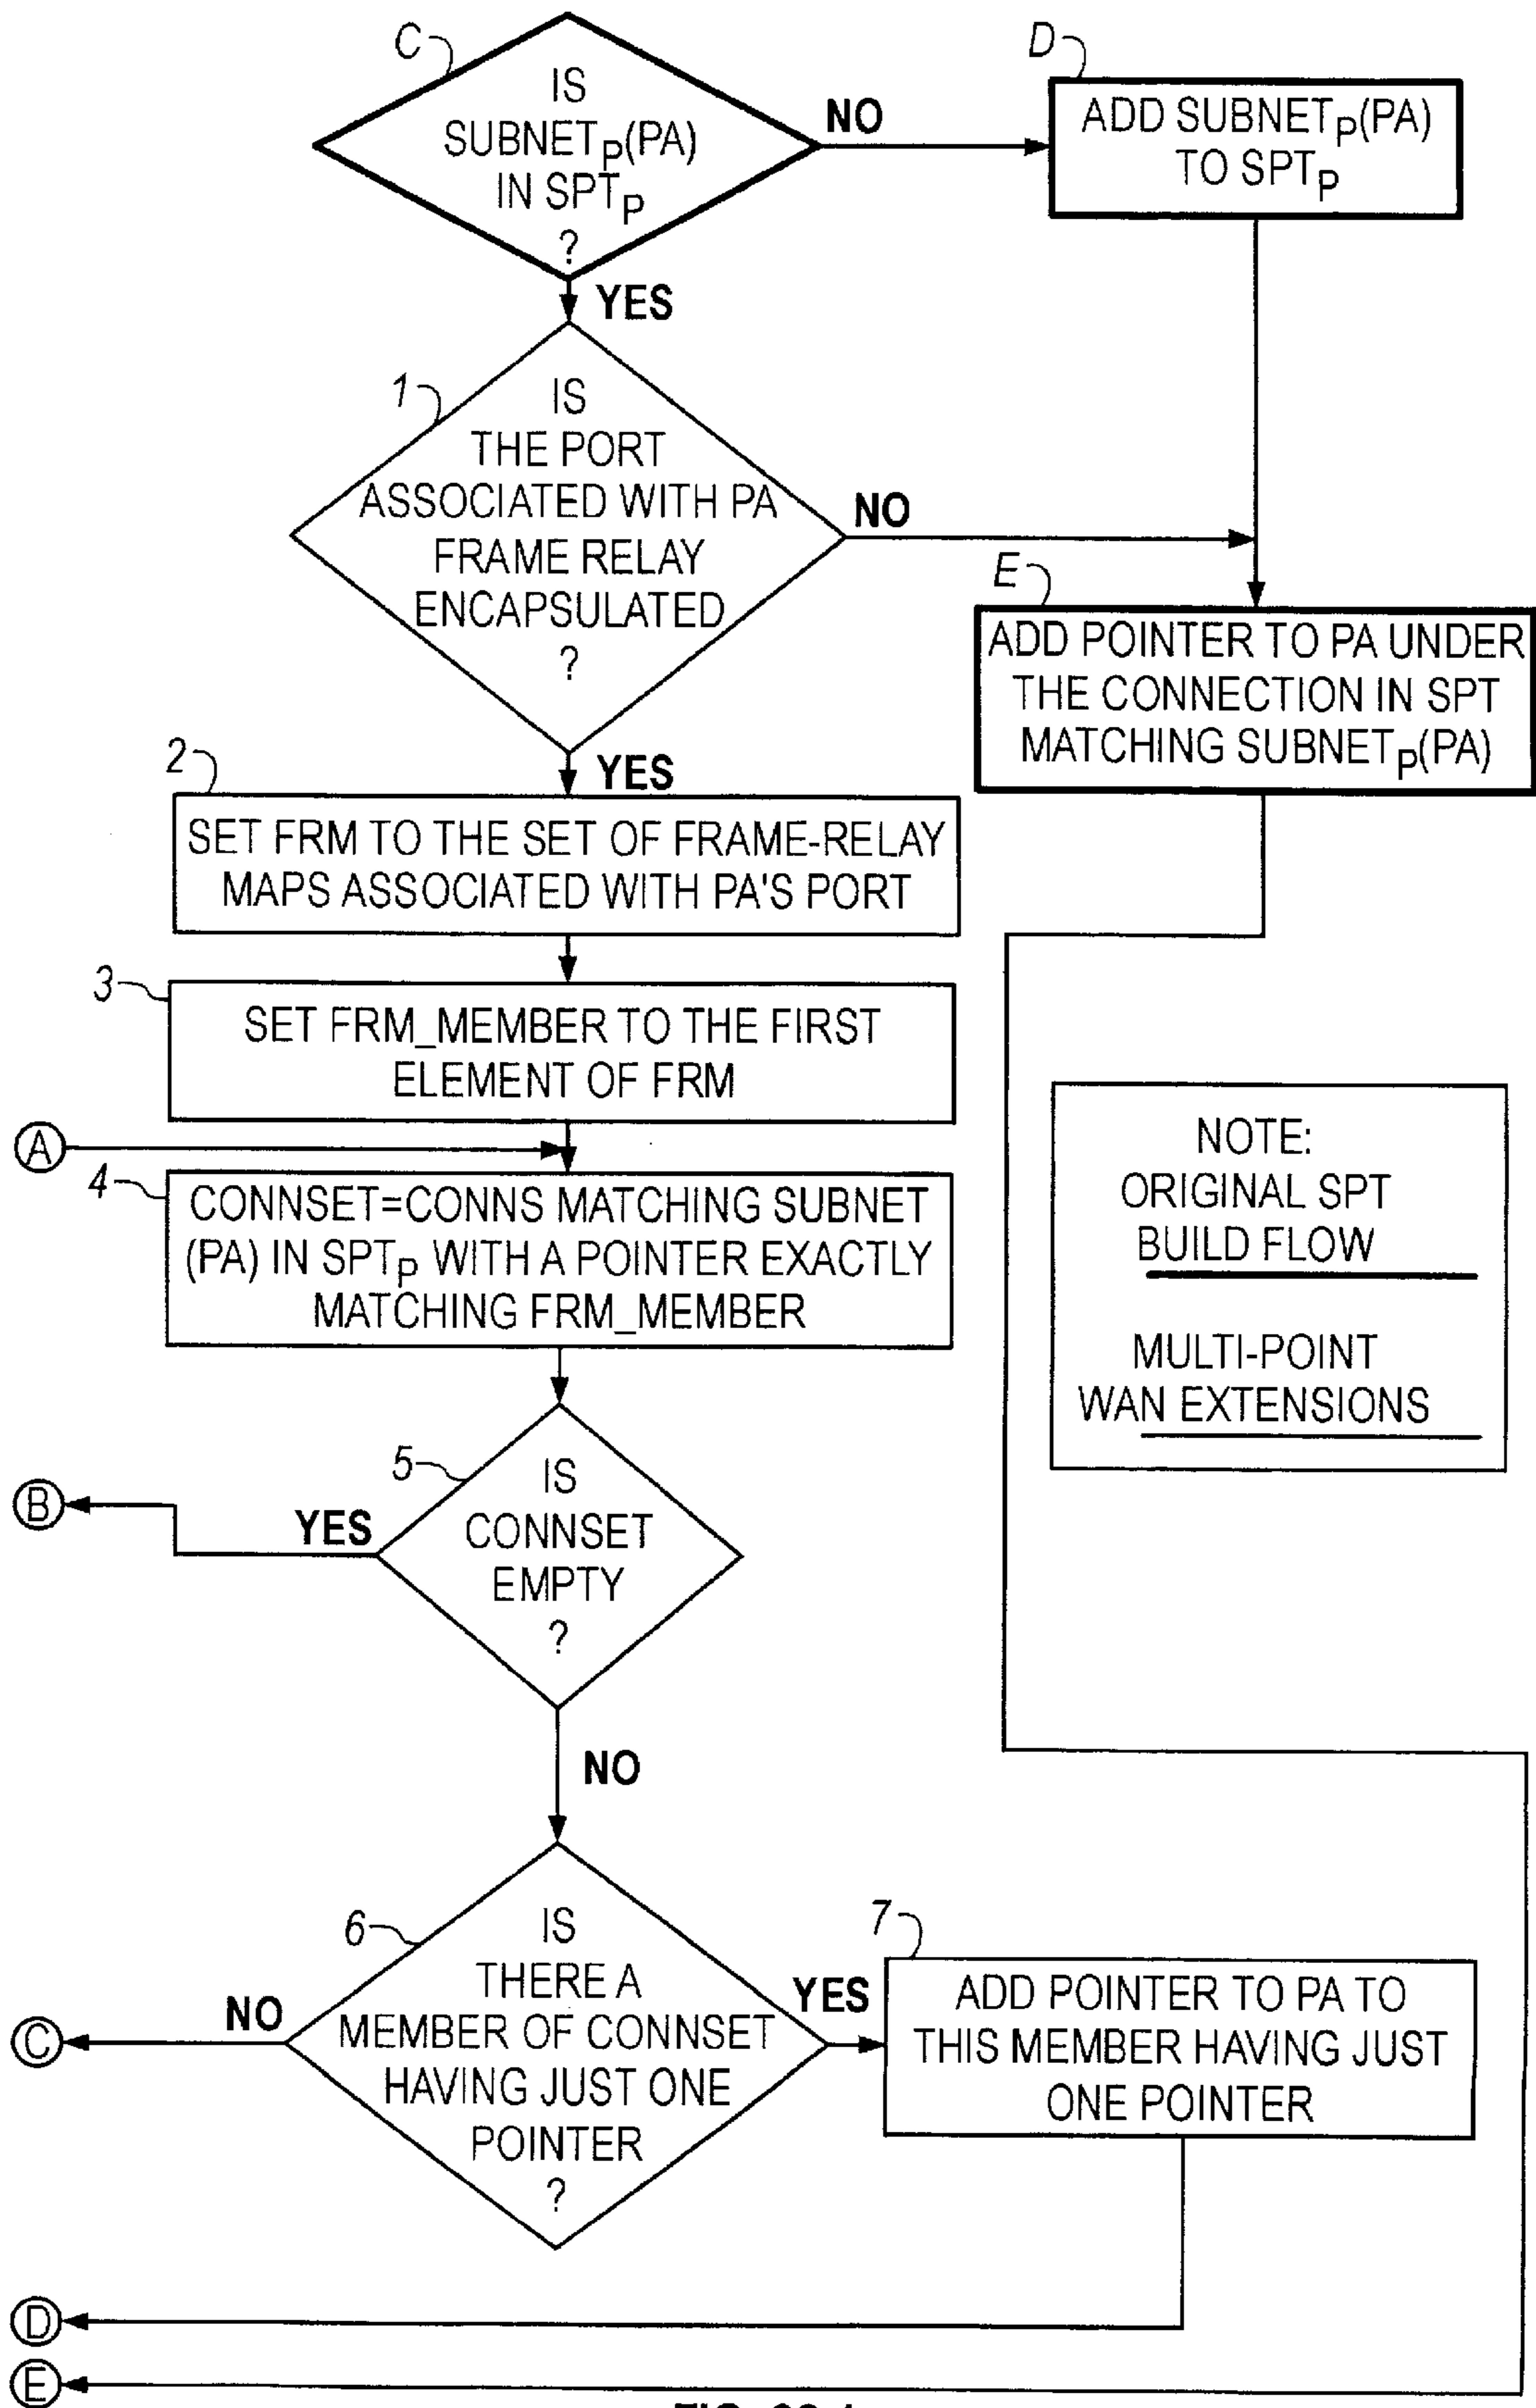 C
IS
SUBNETP(PA)
IN SPTP
?
NO
D
ADD SUBNETP(PA)
TO SPTP
YES
1
IS
THE PORT
ASSOCIATED WITH PA
FRAME RELAY
ENCAPSULATED
?
NO
E
ADD POINTER TO PA UNDER
THE CONNECTION IN SPT
MATCHING SUBNETP(PA)
YES
2
SET FRM TO THE SET OF FRAME-RELAY
MAPS ASSOCIATED WITH PA'S PORT
3
SET FRM_MEMBER TO THE FIRST
ELEMENT OF FRM
A
4
CONNSET=CONNS MATCHING SUBNET
(PA) IN SPTP WITH A POINTER EXACTLY
MATCHING FRM_MEMBER
NOTE:
ORIGINAL SPT
BUILD FLOW
MULTI-POINT
WAN EXTENSIONS
5
IS
CONNSET
EMPTY
?
YES
B
NO
6
IS
THERE A
MEMBER OF CONNSET
HAVING JUST ONE
POINTER
?
NO
C
YES
7
ADD POINTER TO PA TO
THIS MEMBER HAVING JUST
ONE POINTER
D
E